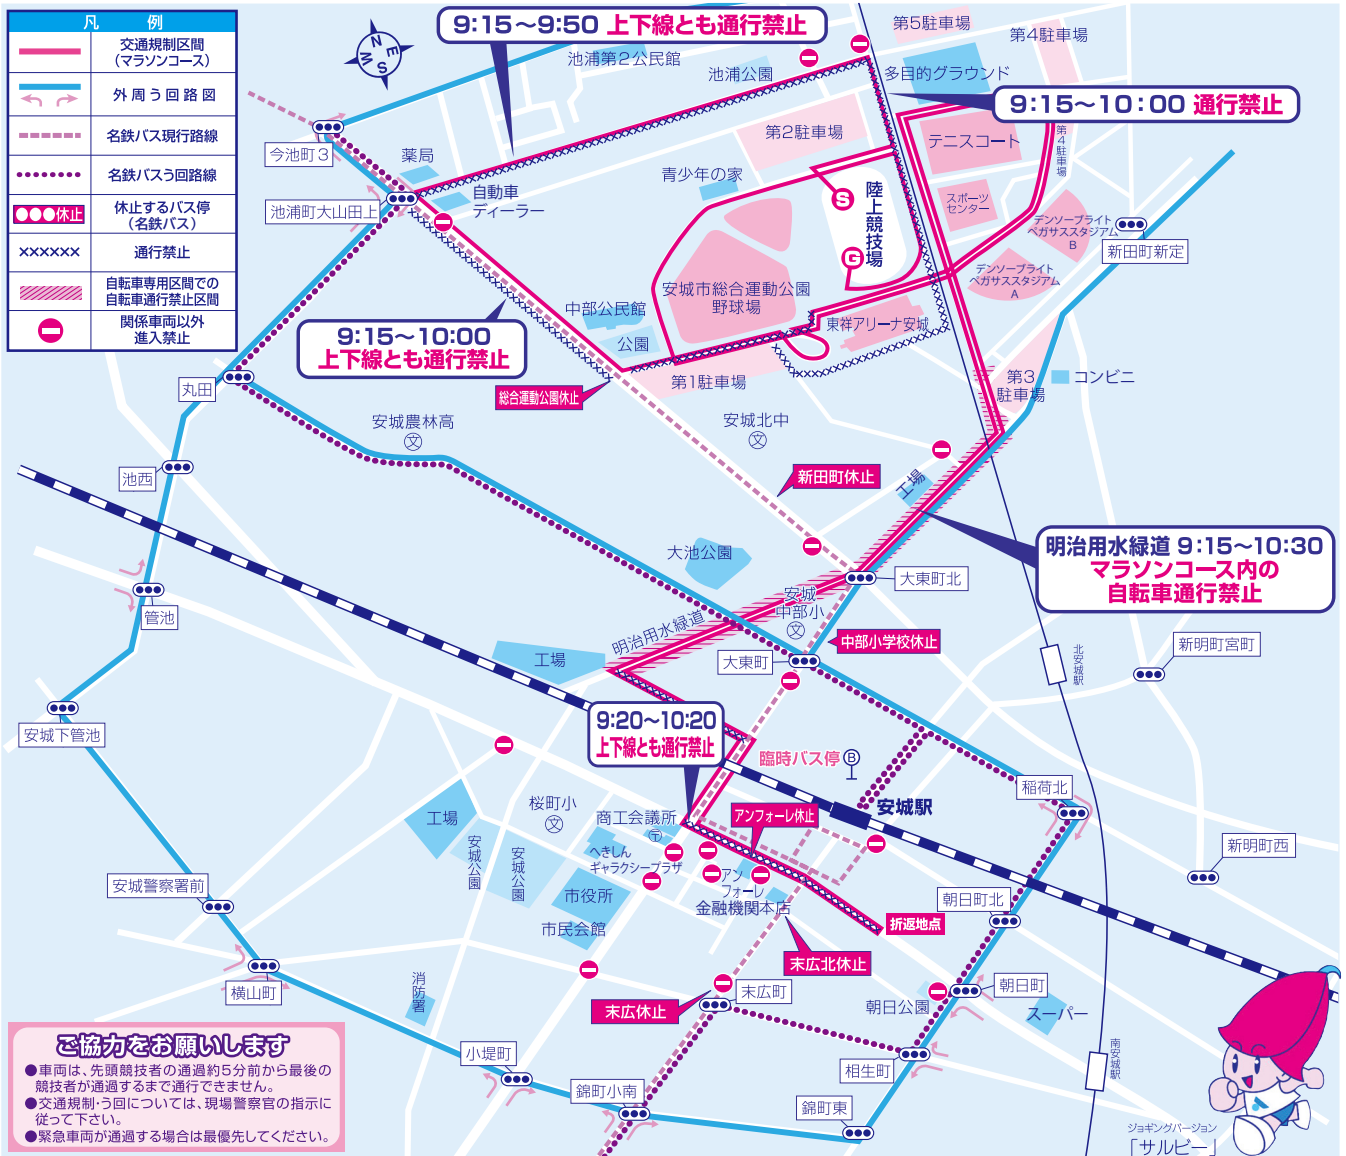 凡　例
交通規制区間
（マラソンコース）
外周う回路図
名鉄バス現行路線
名鉄バスう回路線
休止
休止するバス停
（名鉄バス）
通行禁止
自転車専用区間での
自転車通行禁止区間
関係車両以外
進入禁止
N
E
S
W
9:15〜9:50 上下線とも通行禁止
池浦第2公民館
池浦公園
第5駐車場
第4駐車場
多目的グラウンド
9:15〜10:00 通行禁止
今池町3
薬局
第2駐車場
テニスコート
第4駐車場
池浦町大山田上
自動車
ディーラー
青少年の家
陸上競技場
S
G
スポーツ
センター
デンソーブライト
ペガサススタジアム
B
新田町新定
デンソーブライト
ペガサススタジアム
A
安城市総合運動公園
野球場
中部公民館
公園
東祥アリーナ安城
9:15〜10:00
上下線とも通行禁止
丸田
総合運動公園休止
第1駐車場
第3
駐車場
コンビニ
安城農林高
文
安城北中
文
池西
新田町休止
工場
明治用水緑道 9:15〜10:30
マラソンコース内の
自転車通行禁止
大池公園
大東町北
管池
安城
中部小
文
明治用水緑道
中部小学校休止
工場
大東町
北安城駅
新明町宮町
安城下管池
9:20〜10:20
上下線とも通行禁止
臨時バス停
B
稲荷北
安城駅
桜町小
文
商工会議所
アンフォーレ休止
工場
安城公園
安城公園
へきしん
ギャラクシープラザ
アン
フォーレ
新明町西
安城警察署前
市役所
金融機関本店
朝日町北
市民会館
折返地点
末広北休止
横山町
消防署
末広町
朝日町
末広休止
朝日公園
スーパー
小堤町
相生町
南安城駅
錦町小南
錦町東
ご協力をお願いします
●車両は、先頭競技者の通過約5分前から最後の
競技者が通過するまで通行できません。
●交通規制・う回については、現場警察官の指示に
従って下さい。
●緊急車両が通過する場合は最優先してください。
ジョギングバージョン
「サルビー」